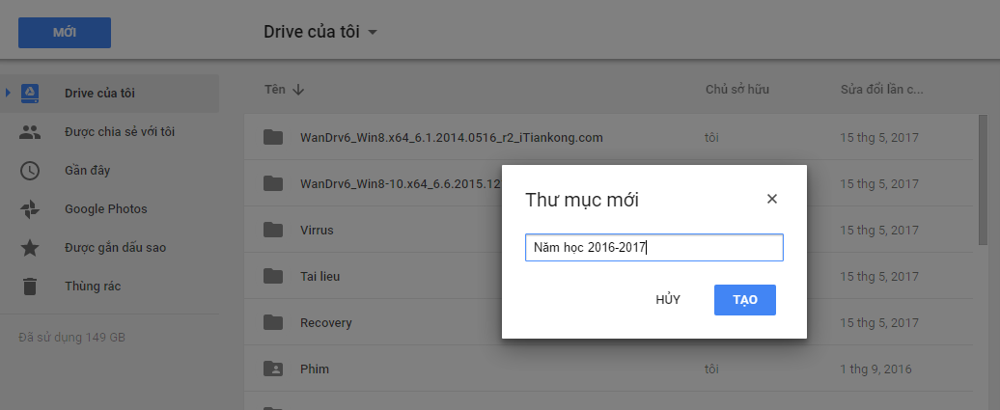 MỚI
Drive của tôi
Drive của tôi
Được chia sẻ với tôi
Gần đây
Google Photos
Được gắn dấu sao
Thùng rác
Đã sử dụng 149 GB
Tên Chủ sở hữu Sửa đổi lần c...
WanDrv6_Win8.x64_6.1.2014.0516_r2_iTiankong.com tôi 15 thg 5, 2017
WanDrv6_Win8-10.x64_6.6.2015.12 15 thg 5, 2017
Virrus 15 thg 5, 2017
Tai lieu 15 thg 5, 2017
Recovery 15 thg 5, 2017
Phim tôi 1 thg 9, 2016
Thư mục mới
Năm học 2016-2017
HỦY TẠO